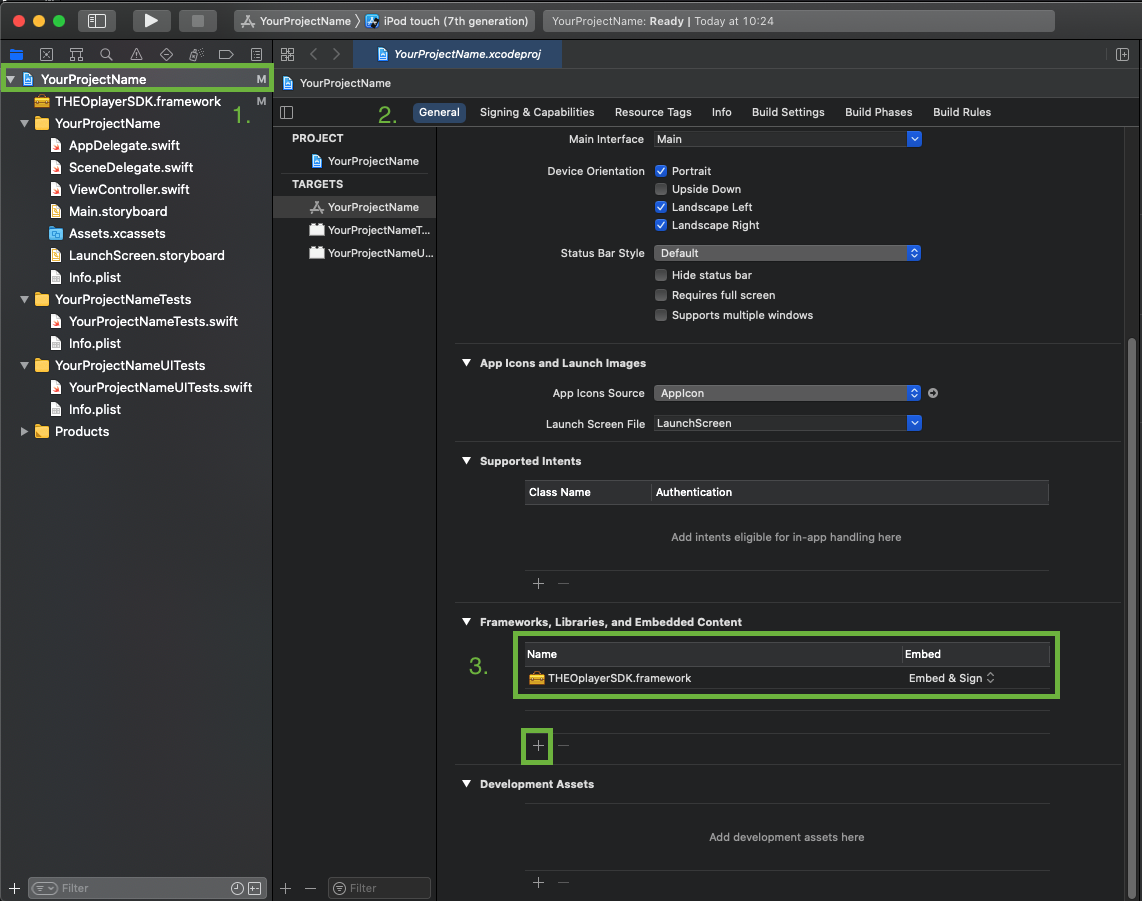 YourProjectName 〉 iPod touch (7th generation)
YourProjectName: Ready | Today at 10:24
YourProjectName.xcodeproj
YourProjectName M
THEOplayerSDK.framework M
1.
YourProjectName
AppDelegate.swift
SceneDelegate.swift
ViewController.swift
Main.storyboard
Assets.xcassets
LaunchScreen.storyboard
Info.plist
YourProjectNameTests
YourProjectNameTests.swift
Info.plist
YourProjectNameUITests
YourProjectNameUITests.swift
Info.plist
Products
Filter
YourProjectName
2.
General Signing & Capabilities Resource Tags Info Build Settings Build Phases Build Rules
PROJECT
YourProjectName
TARGETS
YourProjectName
YourProjectNameT...
YourProjectNameU...
Filter
Main Interface Main
Device Orientation Portrait
Upside Down
Landscape Left
Landscape Right
Status Bar Style Default
Hide status bar
Requires full screen
Supports multiple windows
App Icons and Launch Images
App Icons Source AppIcon
Launch Screen File LaunchScreen
Supported Intents
Class Name Authentication
Add intents eligible for in-app handling here
Frameworks, Libraries, and Embedded Content
3.
Name Embed
THEOplayerSDK.framework Embed & Sign
Development Assets
Add development assets here